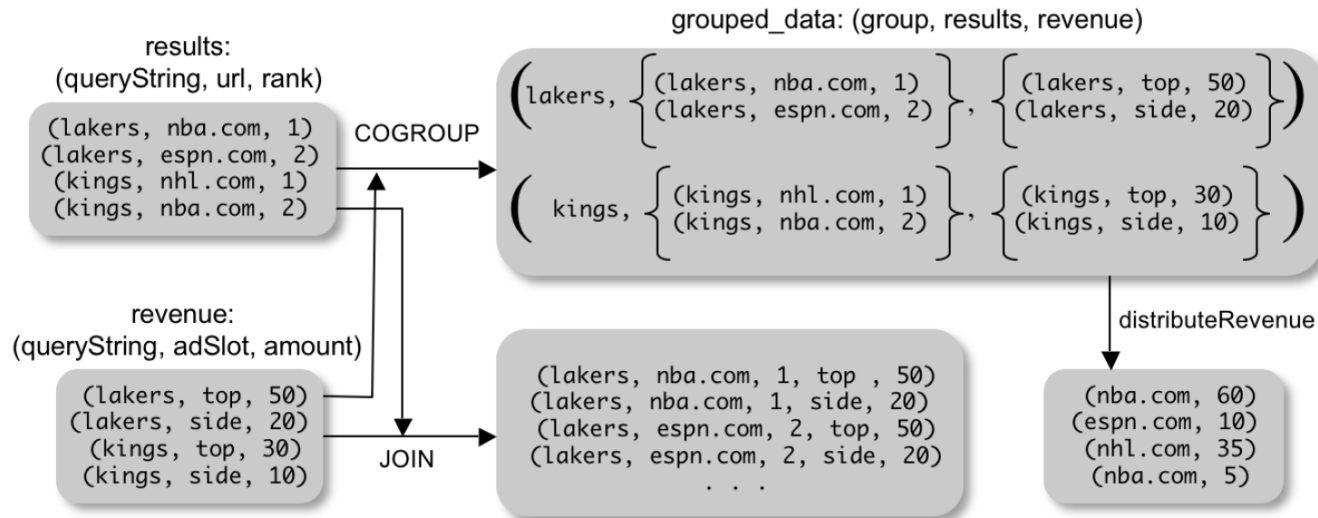 results:
(queryString, url, rank)
(lakers, nba.com, 1)
(lakers, espn.com, 2)
(kings, nhl.com, 1)
(kings, nba.com, 2)
COGROUP
grouped_data: (group, results, revenue)
(lakers, {(lakers, nba.com, 1)
(lakers, espn.com, 2)}, {(lakers, top, 50)
(lakers, side, 20)})
(kings, {(kings, nhl.com, 1)
(kings, nba.com, 2)}, {(kings, top, 30)
(kings, side, 10)})
revenue:
(queryString, adSlot, amount)
(lakers, top, 50)
(lakers, side, 20)
(kings, top, 30)
(kings, side, 10)
JOIN
(lakers, nba.com, 1, top , 50)
(lakers, nba.com, 1, side, 20)
(lakers, espn.com, 2, top, 50)
(lakers, espn.com, 2, side, 20)
. . .
distributeRevenue
(nba.com, 60)
(espn.com, 10)
(nhl.com, 35)
(nba.com, 5)